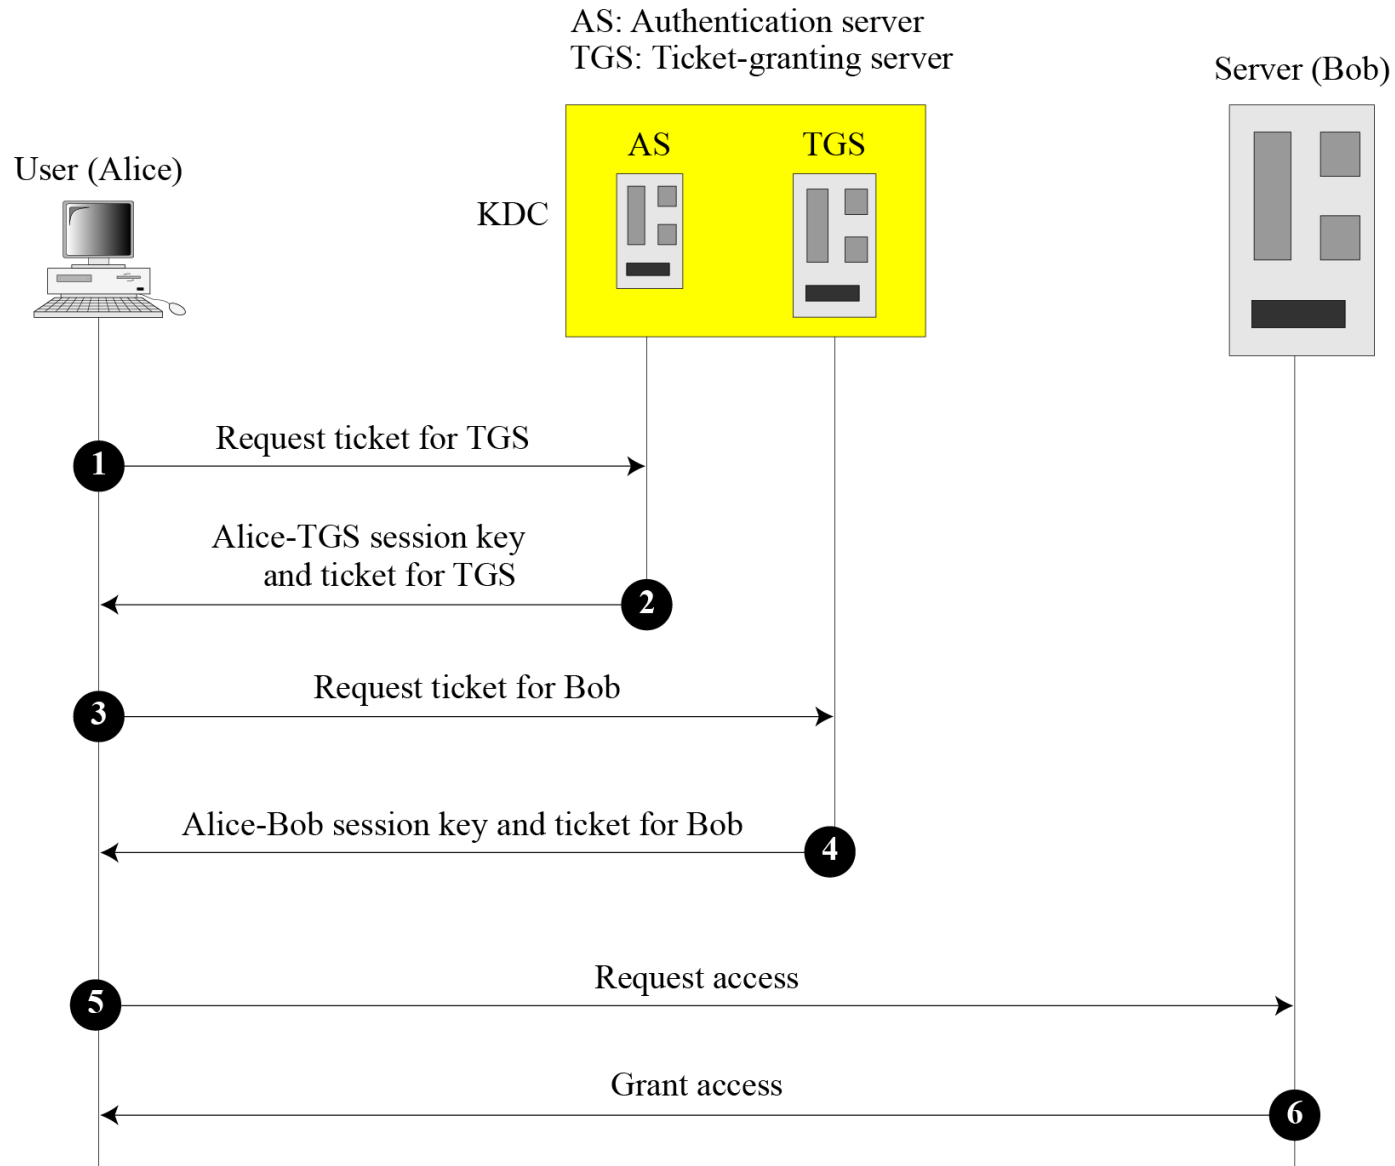 AS: Authentication server
TGS: Ticket-granting server
Server (Bob)
AS
TGS
User (Alice)
KDC
Request ticket for TGS
1
Alice-TGS session key
and ticket for TGS
2
Request ticket for Bob
3
Alice-Bob session key and ticket for Bob
4
Request access
5
Grant access
6